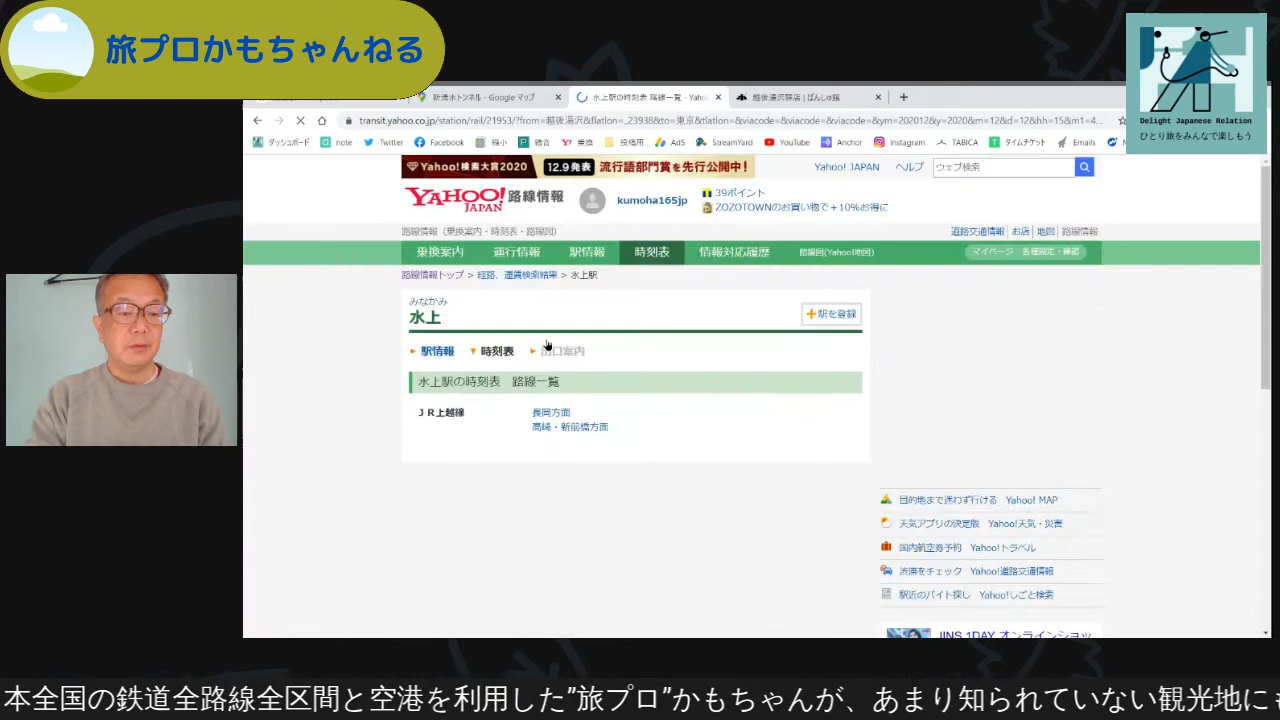 旅プロかもちゃんねる
Delight Japanese Relation
ひとり旅をみんなで楽しもう
新清水トンネル - Google マップ
水上駅の時刻表 路線一覧 - Yaho
越後湯沢驛店 | ぽんしゅ館
transit.yahoo.co.jp/station/rail/21953/?from=越後湯沢&flatlon=,,23938&to=東京&tlatlon=&viacode=&viacode=&viacode=&ym=202012&y=2020&m=12&d=12&hh=15&m1=4...
ダッシュボード note Twitter Facebook 縮小 結合 乗換 投稿用 AdS StreamYard YouTube Anchor Instagram TABICA タイムチケット Emails
Yahoo!検索大賞2020 12.9発表 流行語部門賞を先行公開中!
Yahoo! JAPAN ヘルプ ウェブ検索
YAHOO! JAPAN 路線情報
kumoha165jp
39ポイント
ZOZOTOWNのお買い物で+10%お得に
路線情報(乗換案内・時刻表・路線図)
道路交通情報 | お店 | 地図 | 路線情報
乗換案内 運行情報 駅情報 時刻表 情報対応履歴 路線図(Yahoo!地図) マイページ 各種設定・確認
路線情報トップ > 経路、運賃検索結果 > 水上駅
みなかみ
水上
+駅を登録
駅情報 時刻表 出口案内
水上駅の時刻表 路線一覧
JR上越線 長岡方面
高崎・新前橋方面
目的地まで迷わず行ける Yahoo! MAP
天気アプリの決定版 Yahoo!天気・災害
国内航空券予約 Yahoo!トラベル
渋滞をチェック Yahoo!道路交通情報
駅近のバイト探し Yahoo!しごと検索
JINS 1DAY オンラインショッ
本全国の鉄道全路線全区間と空港を利用した"旅プロ"かもちゃんが、あまり知られていない観光地に